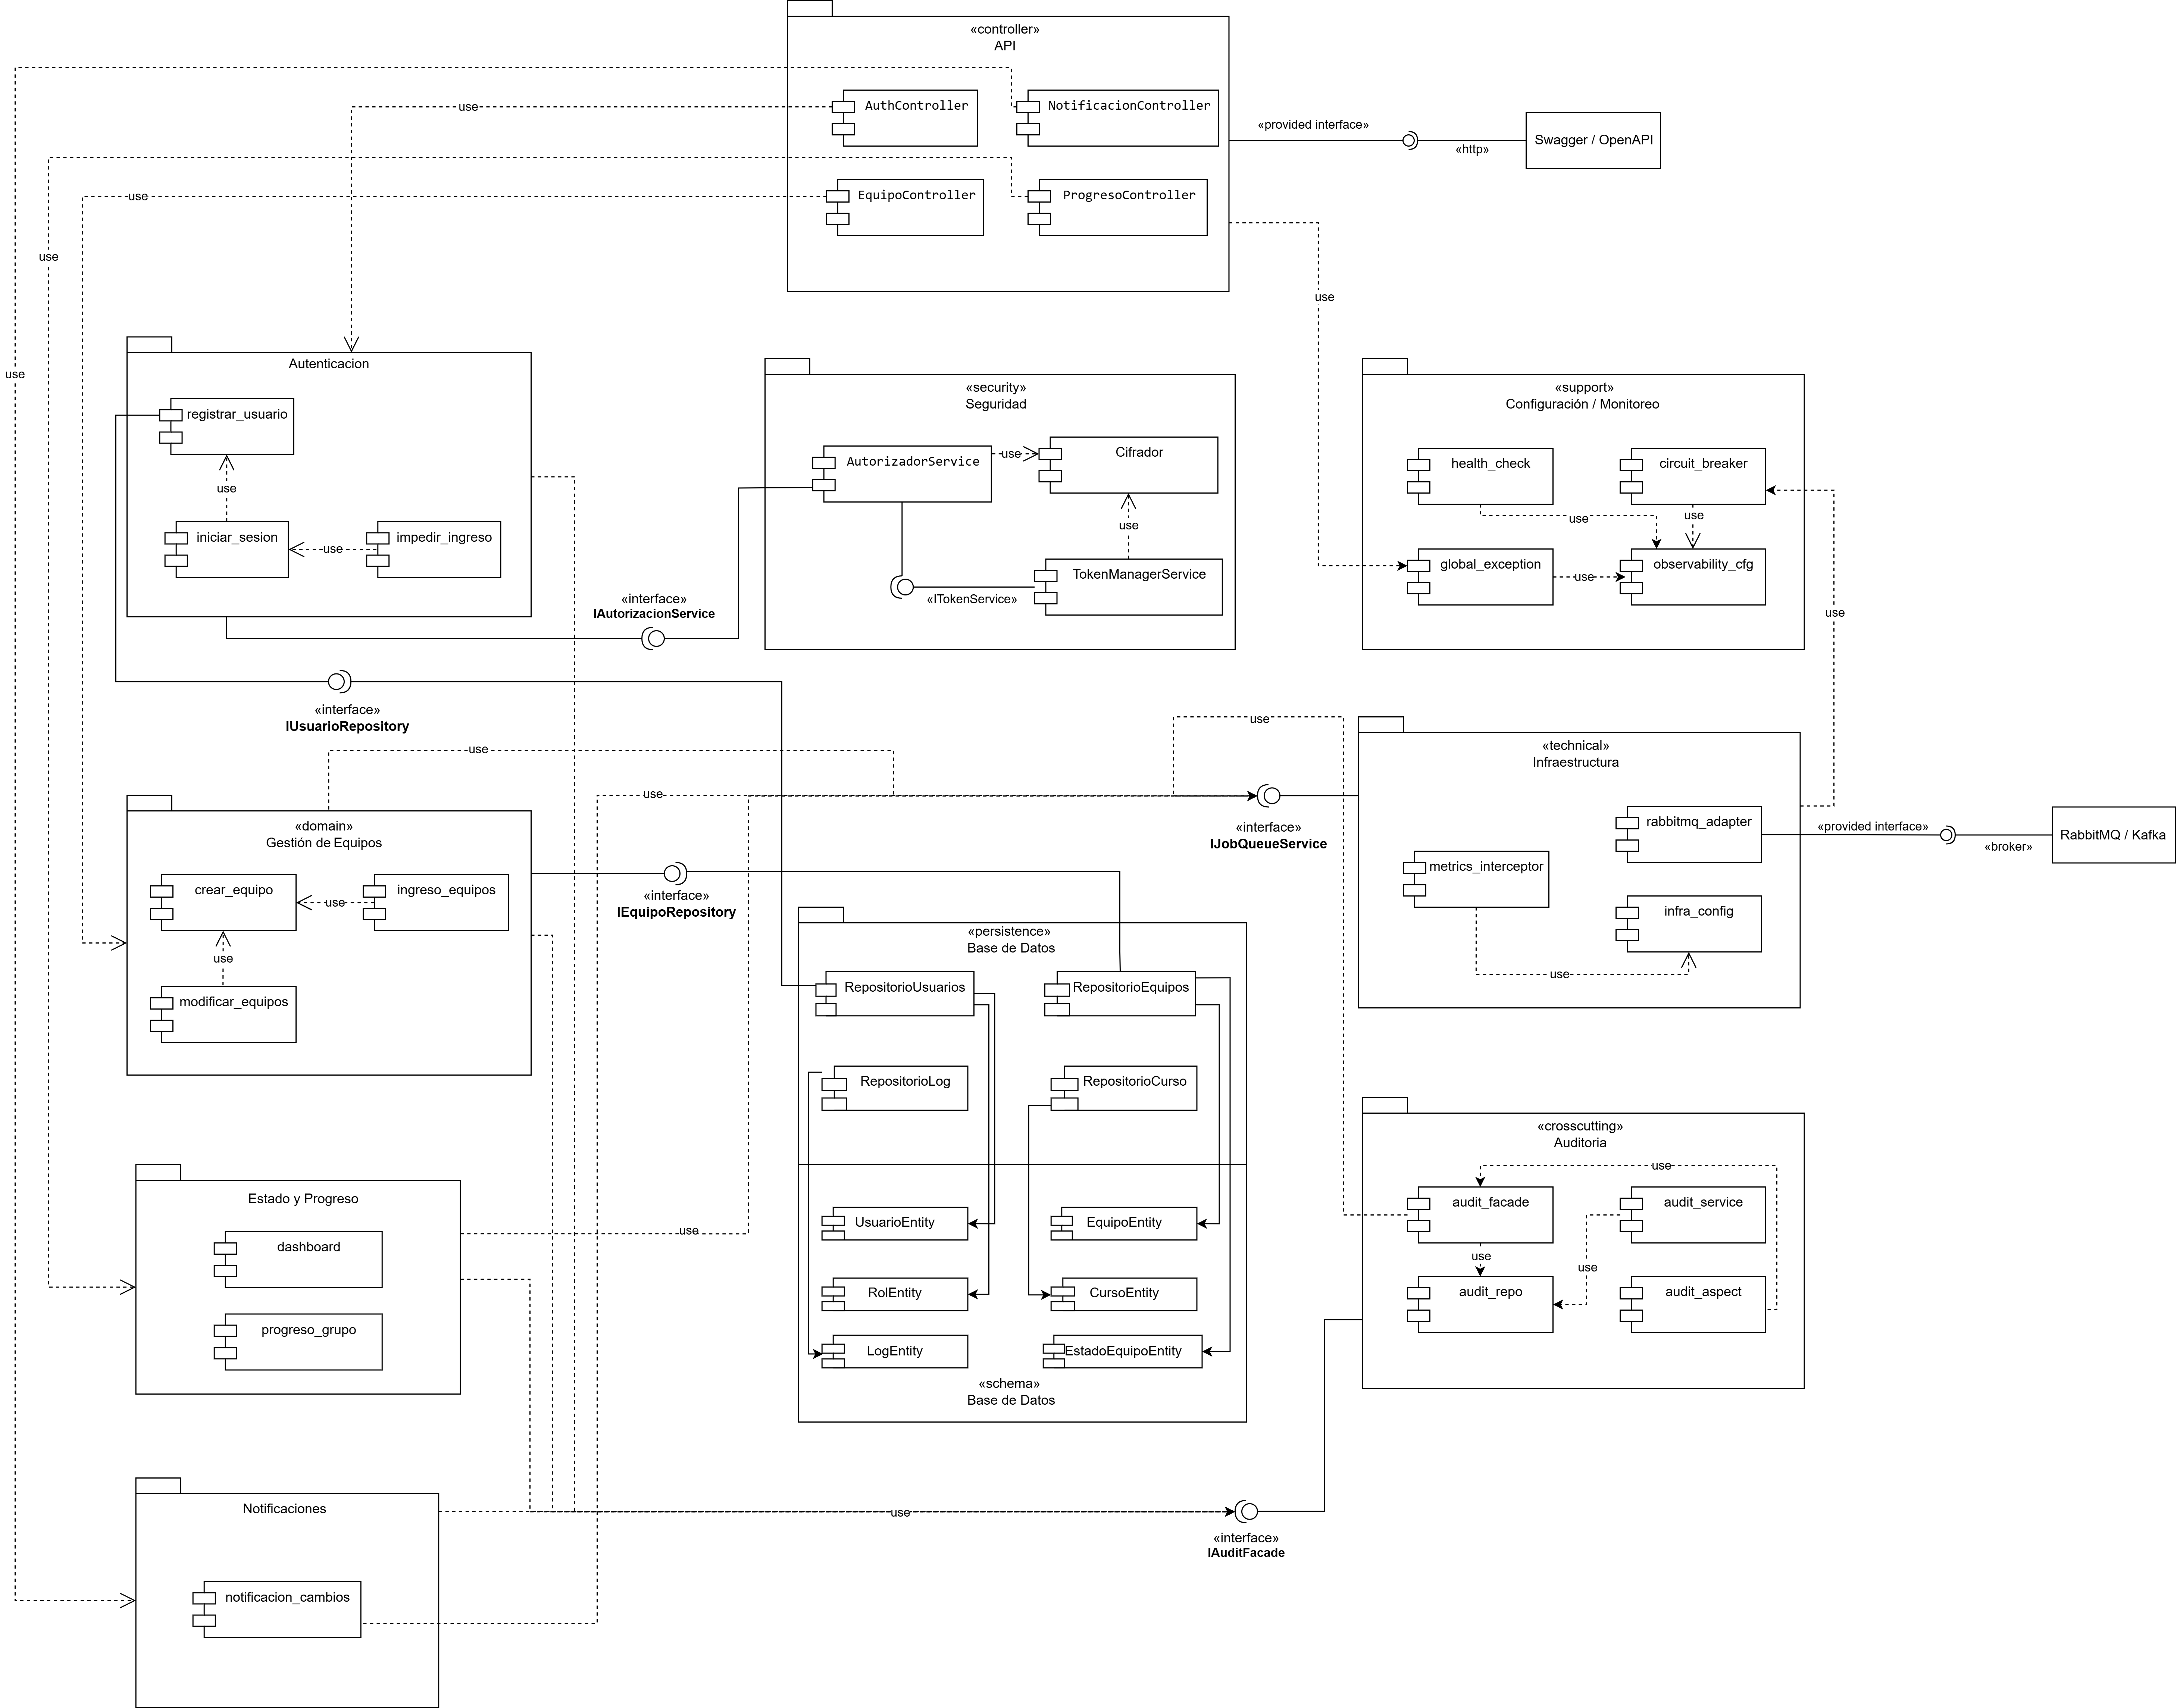 «controller»
API
AuthController
NotificacionController
use
«provided interface»
«http»
Swagger / OpenAPI
EquipoController
ProgresoController
use
use
use
use
Autenticacion
registrar_usuario
use
iniciar_sesion
use
impedir_ingreso
«security»
Seguridad
AutorizadorService
use
Cifrador
use
TokenManagerService
«ITokenService»
«support»
Configuración / Monitoreo
health_check
circuit_breaker
use
use
global_exception
use
observability_cfg
use
«interface»
IAutorizacionService
«interface»
IUsuarioRepository
use
use
use
«interface»
IJobQueueService
«technical»
Infraestructura
rabbitmq_adapter
metrics_interceptor
infra_config
use
«provided interface»
«broker»
RabbitMQ / Kafka
«domain»
Gestión de Equipos
crear_equipo
use
ingreso_equipos
use
modificar_equipos
«interface»
IEquipoRepository
«persistence»
Base de Datos
RepositorioUsuarios
RepositorioEquipos
RepositorioLog
RepositorioCurso
UsuarioEntity
EquipoEntity
RolEntity
CursoEntity
LogEntity
EstadoEquipoEntity
«schema»
Base de Datos
«crosscutting»
Auditoria
use
audit_facade
audit_service
use
use
audit_repo
audit_aspect
Estado y Progreso
dashboard
progreso_grupo
use
Notificaciones
notificacion_cambios
use
«interface»
IAuditFacade